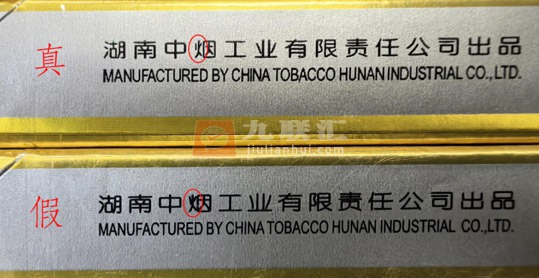 真
湖南中烟工业有限责任公司出品
MANUFACTURED BY CHINA TOBACCO HUNAN INDUSTRIAL CO.,LTD.
九联汇
jiulianhui.com
假
湖南中烟工业有限责任公司出品
MANUFACTURED BY CHINA TOBACCO HUNAN INDUSTRIAL CO.,LTD.